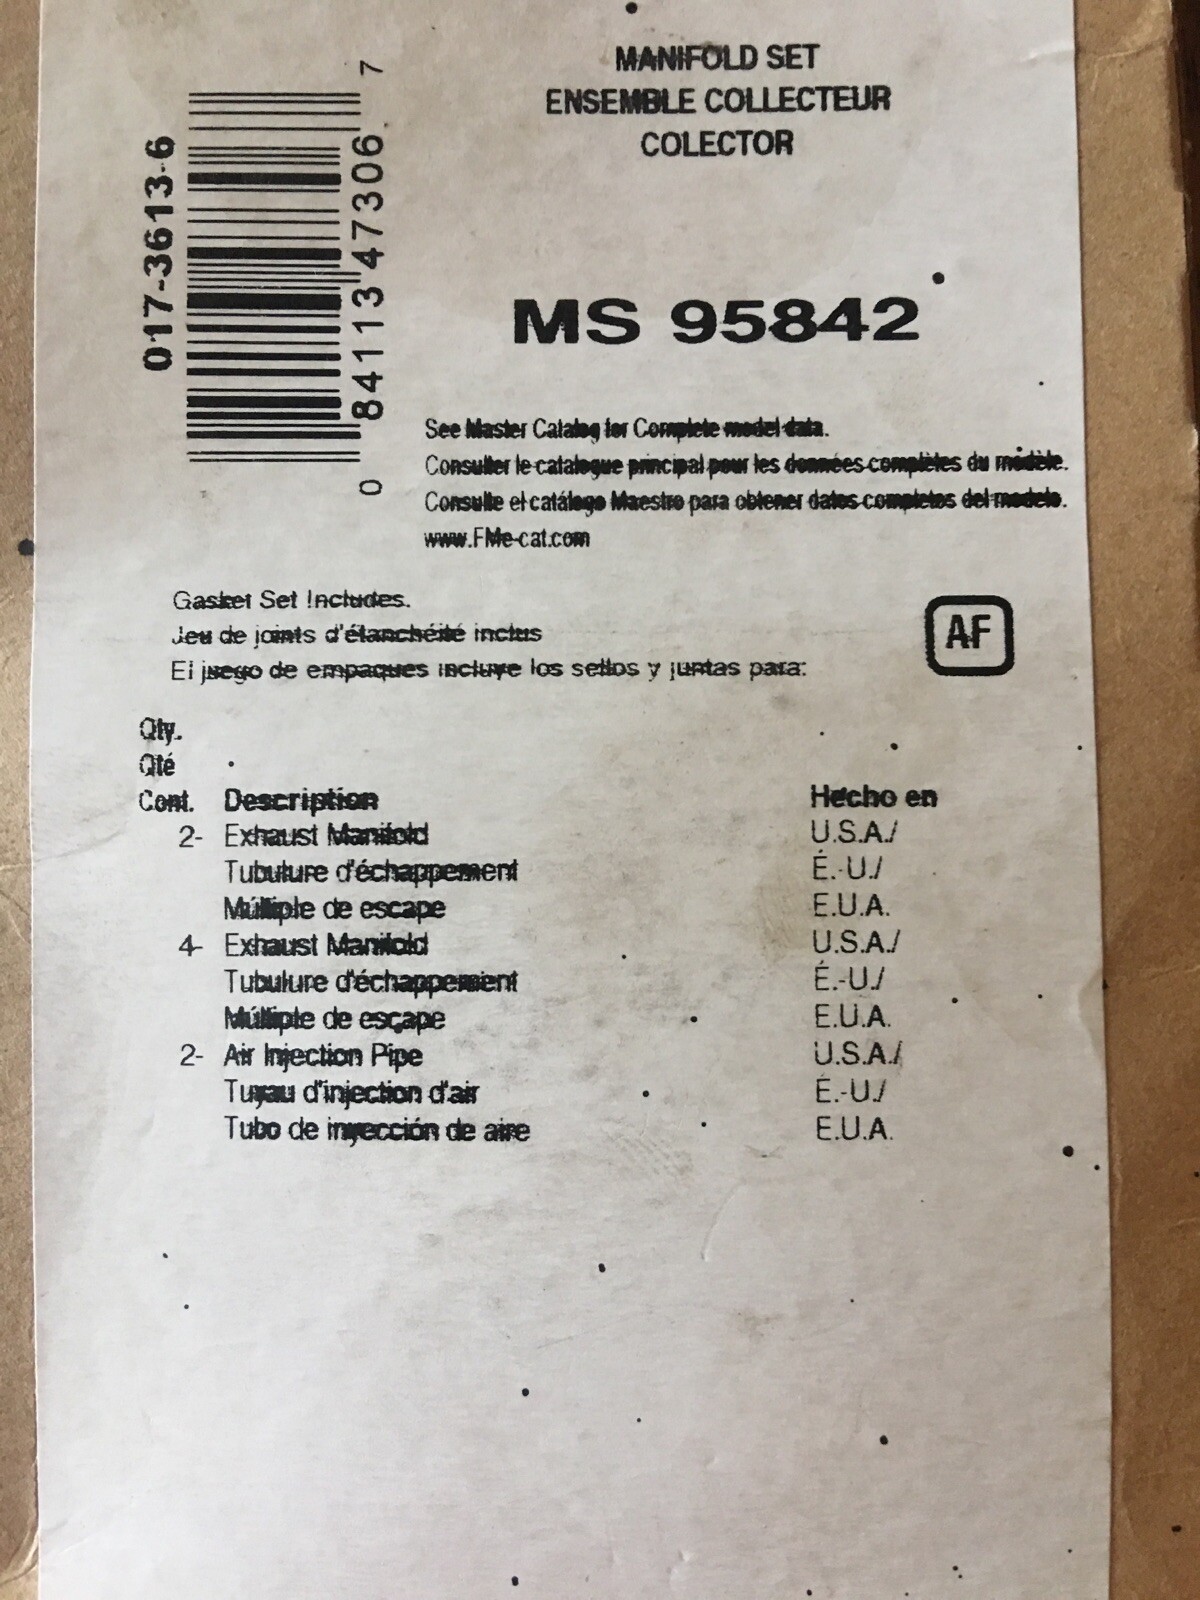 MANIFOLD SET
ENSEMBLE COLLECTEUR
COLECTOR
017-3613-6
0 84113 47306 7
MS 95842
See Master Catalog for Complete model data.
Consulter le catalogue principal pour les données complètes du modèle.
Consulte el catálogo Maestro para obtener datos completos del modelo.
www.FMe-cat.com
Gasket Set Includes.
Jeu de joints d'étanchéité inclus
El juego de empaques incluye los sellos y juntas para:
AF
Qty.
Qté
Cont. Description Hecho en
2- Exhaust Manifold U.S.A./
Tubulure d'échappement É.-U./
Múltiple de escape E.U.A.
4- Exhaust Manifold U.S.A./
Tubulure d'échappement É.-U./
Múltiple de escape E.U.A.
2- Air Injection Pipe U.S.A./
Tuyau d'injection d'air É.-U./
Tubo de inyección de aire E.U.A.